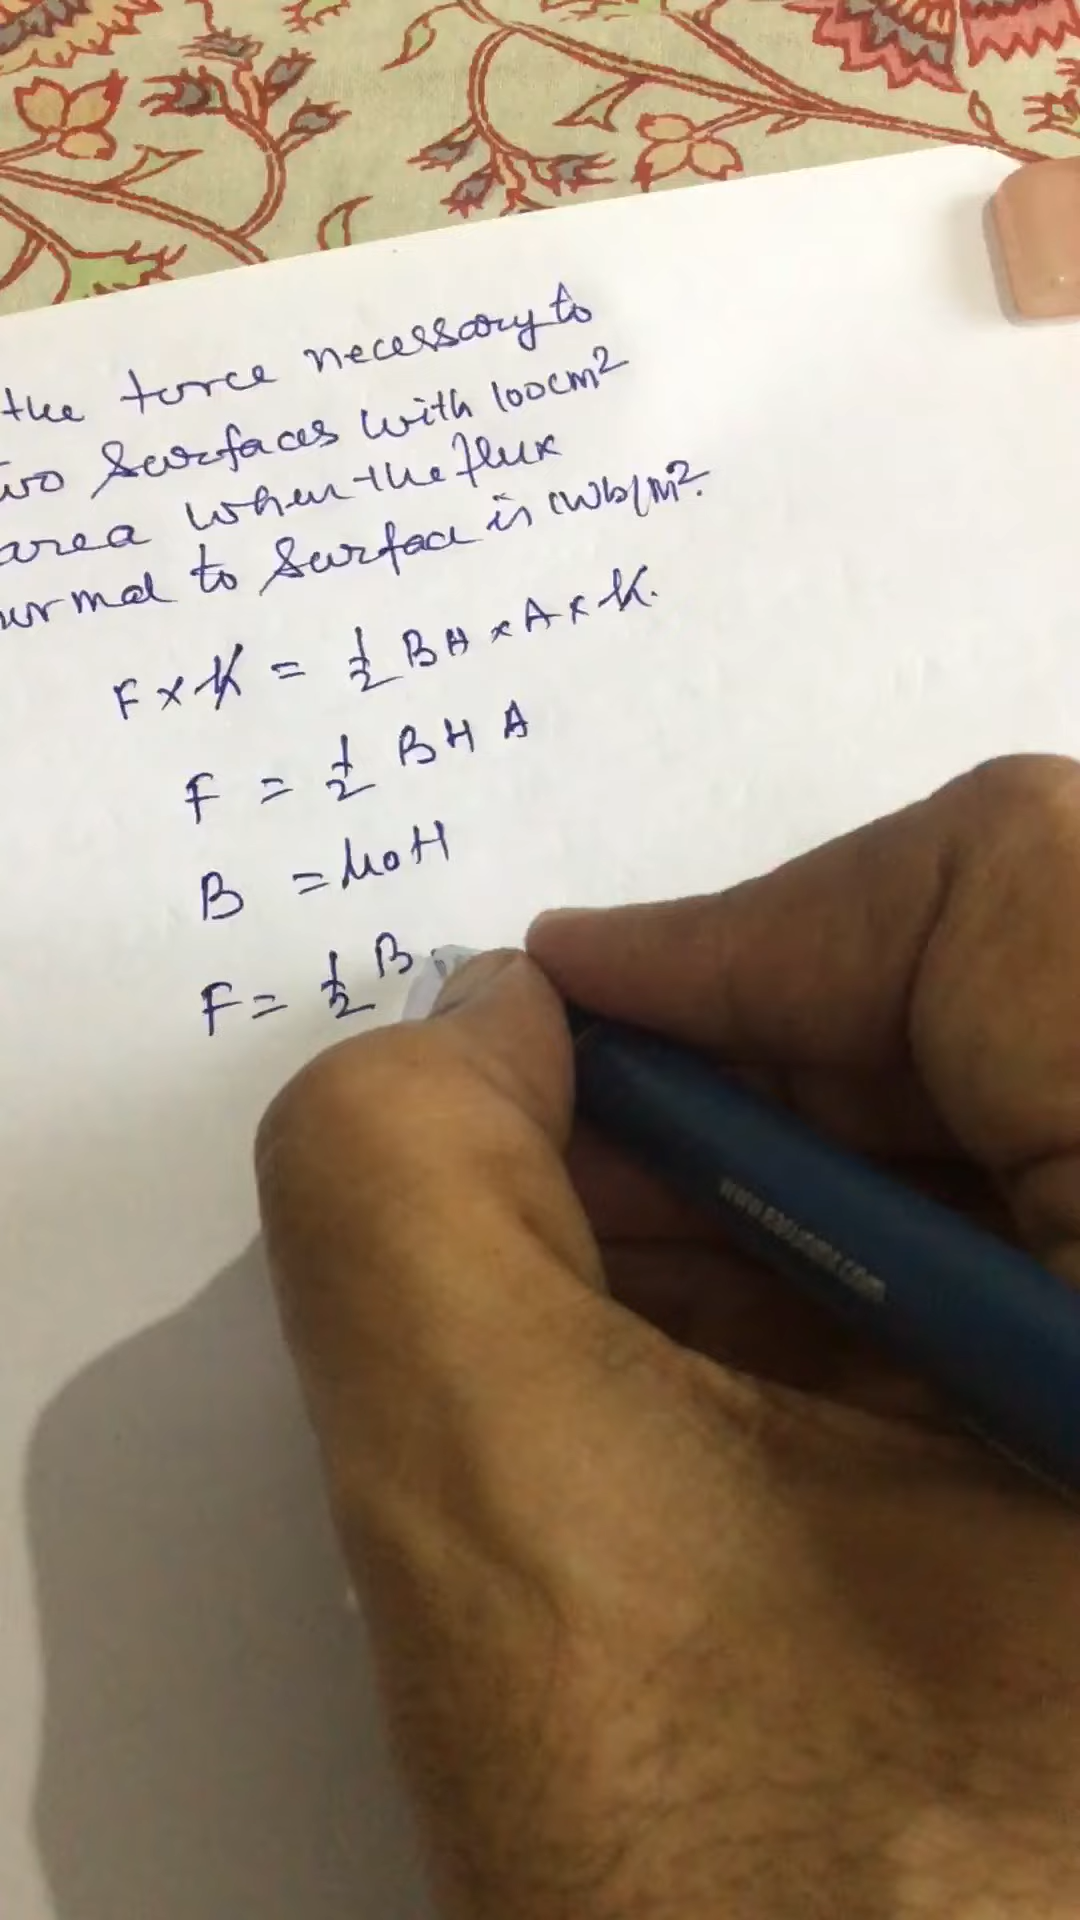 the force necessary to
two Surfaces with 100cm²
area when the flux
normal to Surface is 1Wb/m².
F × x = 1/2 BH × A × x.
F = 1/2 BH A
B = μ0H
F = 1/2 B